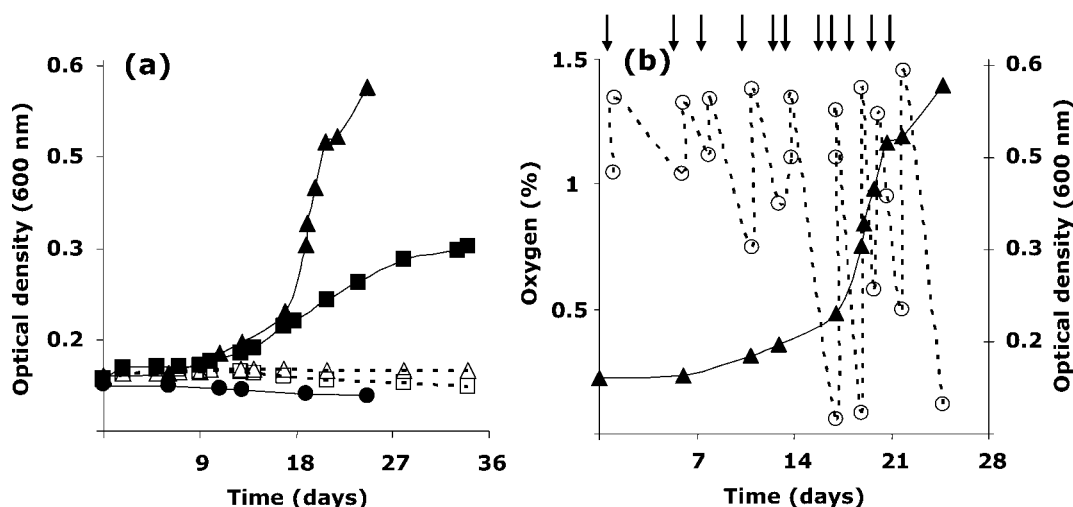 (a)
Optical density (600 nm)
0.6
0.5
0.3
0.2
9 18 27 36
Time (days)
(b)
Oxygen (%)
1.5
1
0.5
7 14 21 28
Time (days)
0.6
0.5
0.3
0.2
Optical density (600 nm)